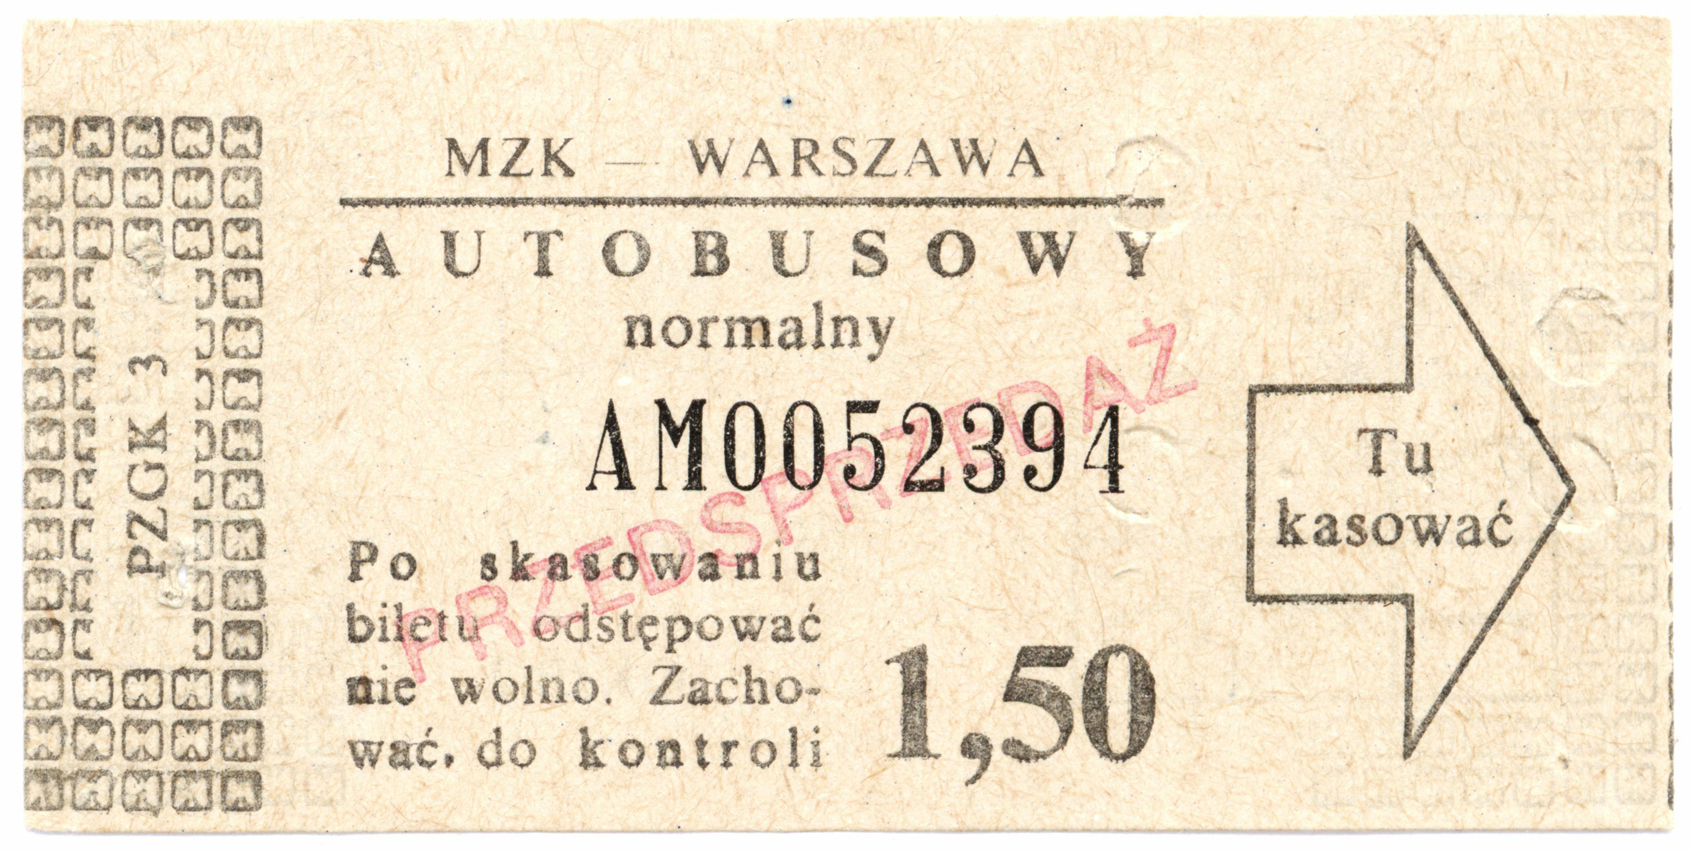 MZK — WARSZAWA
AUTOBUSOWY
normalny
AM0052394
PRZEDSPRZEDAŻ
Po skasowaniu
biletu odstępować
nie wolno. Zacho-
wać. do kontroli
1,50
Tu
kasować
PZGK 3